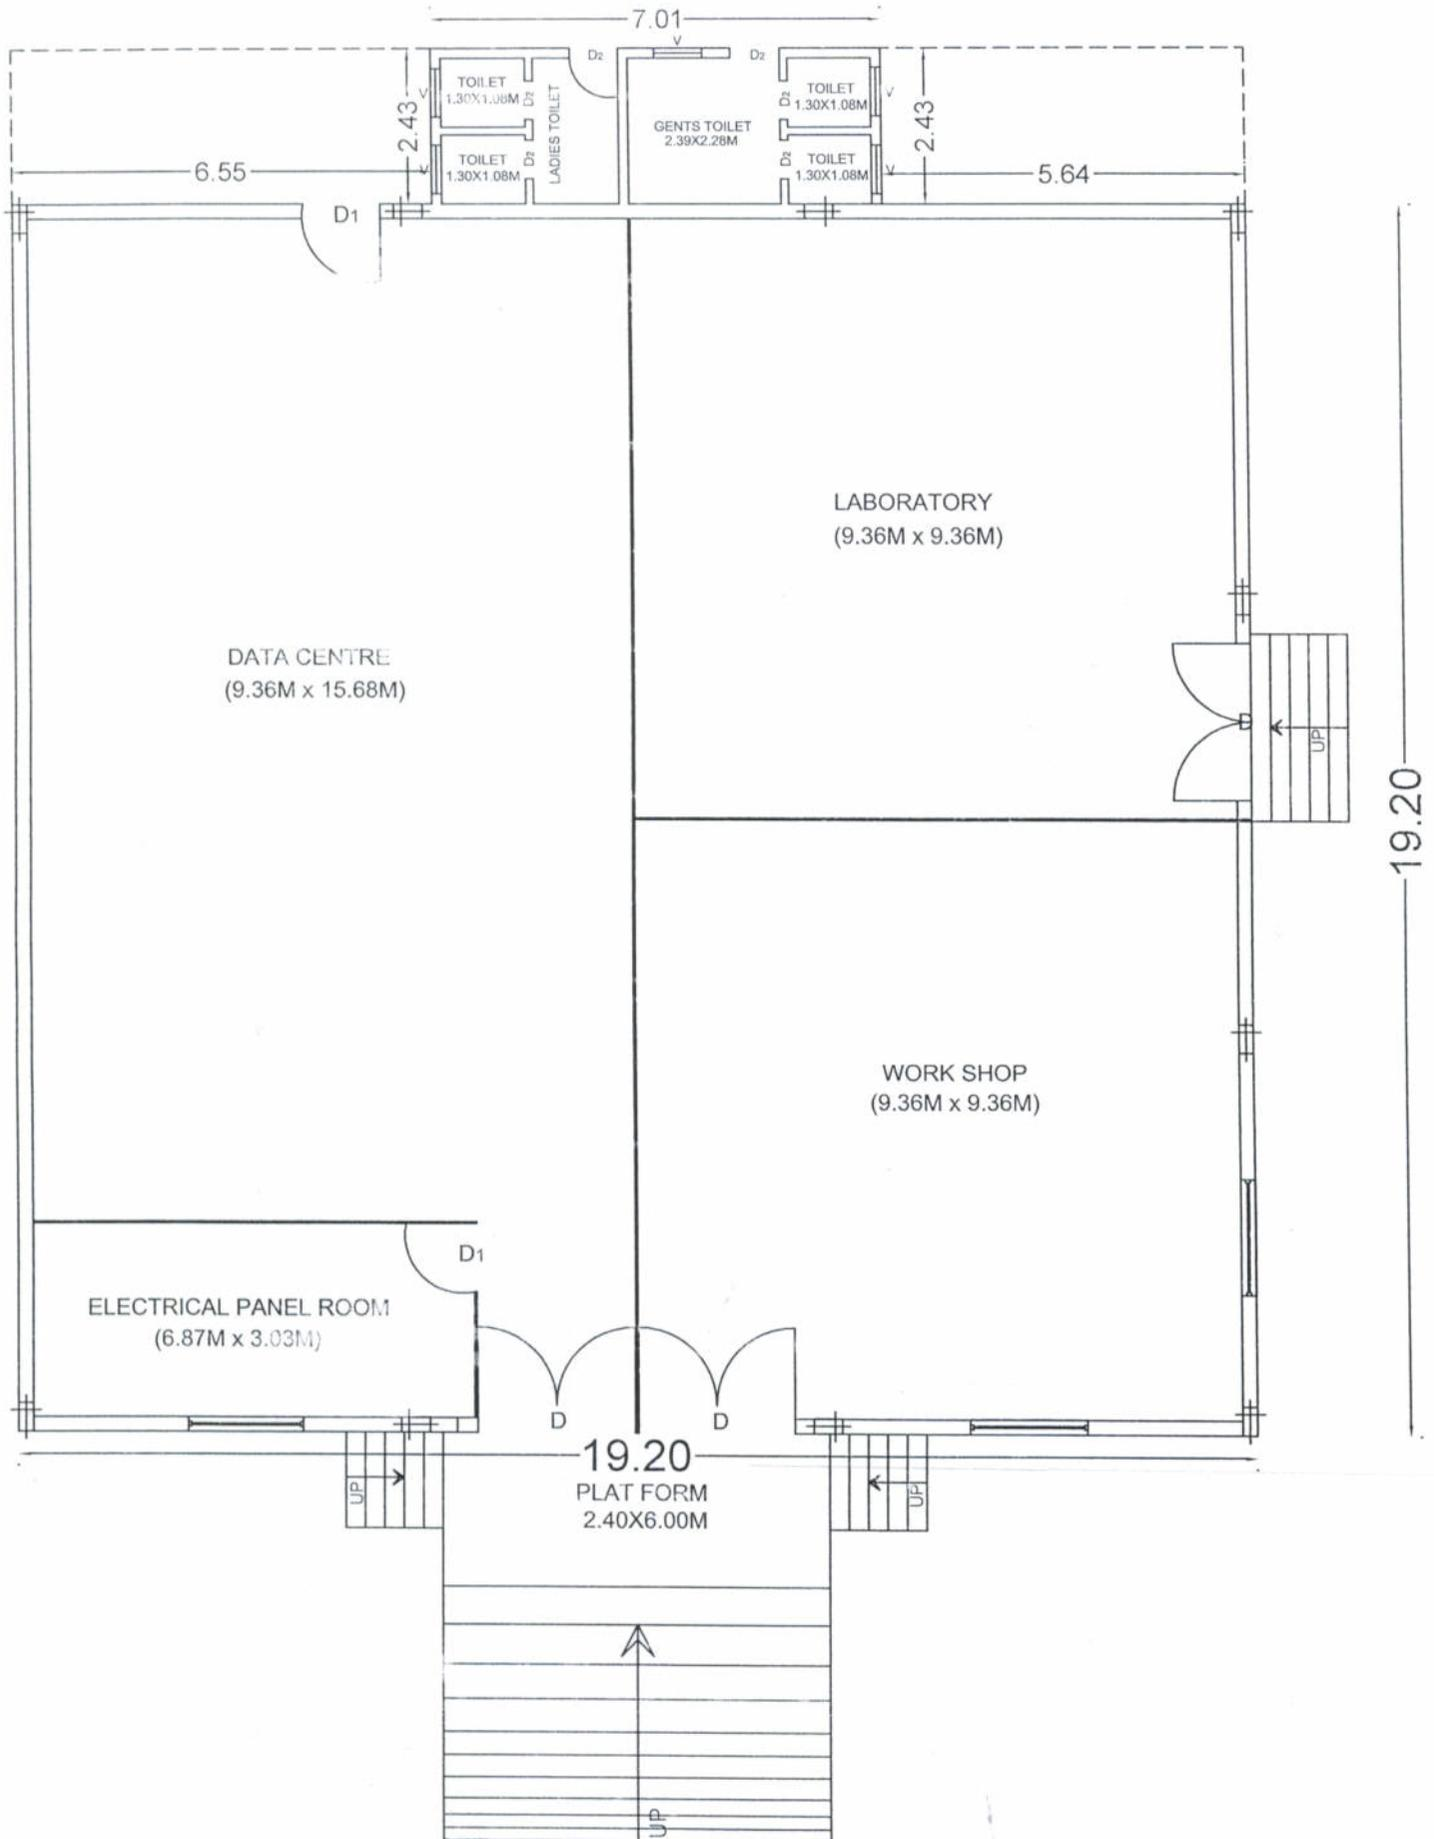 7.01
D2
D2
TOILET
1.30X1.08M
D2
LADIES TOILET
GENTS TOILET
2.39X2.28M
D2
TOILET
1.30X1.08M
V
V
V
2.43
2.43
6.55
TOILET
1.30X1.08M
D2
D2
TOILET
1.30X1.08M
V
V
5.64
D1
LABORATORY
(9.36M x 9.36M)
DATA CENTRE
(9.36M x 15.68M)
UP
19.20
WORK SHOP
(9.36M x 9.36M)
D1
ELECTRICAL PANEL ROOM
(6.87M x 3.03M)
D
D
19.20
UP
PLAT FORM
2.40X6.00M
UP
UP